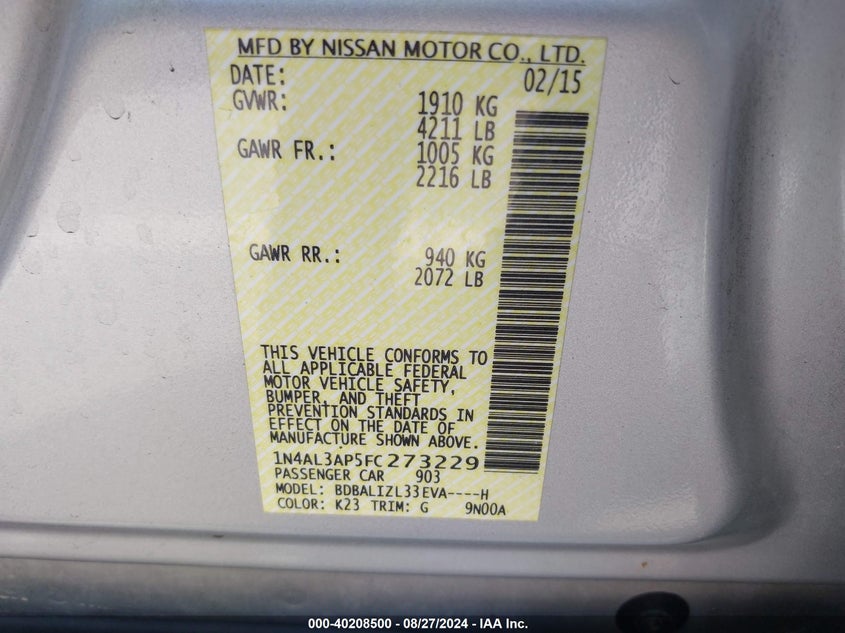 MFD BY NISSAN MOTOR CO., LTD.
DATE: 02/15
GVWR: 1910 KG
4211 LB
GAWR FR.: 1005 KG
2216 LB
GAWR RR.: 940 KG
2072 LB
THIS VEHICLE CONFORMS TO
ALL APPLICABLE FEDERAL
MOTOR VEHICLE SAFETY,
BUMPER, AND THEFT
PREVENTION STANDARDS IN
EFFECT ON THE DATE OF
MANUFACTURE SHOWN ABOVE.
1N4AL3AP5FC273229
PASSENGER CAR 903
MODEL: BDBALIZL33EVA----H
COLOR: K23 TRIM: G 9N00A
000-40208500 - 08/27/2024 - IAA Inc.